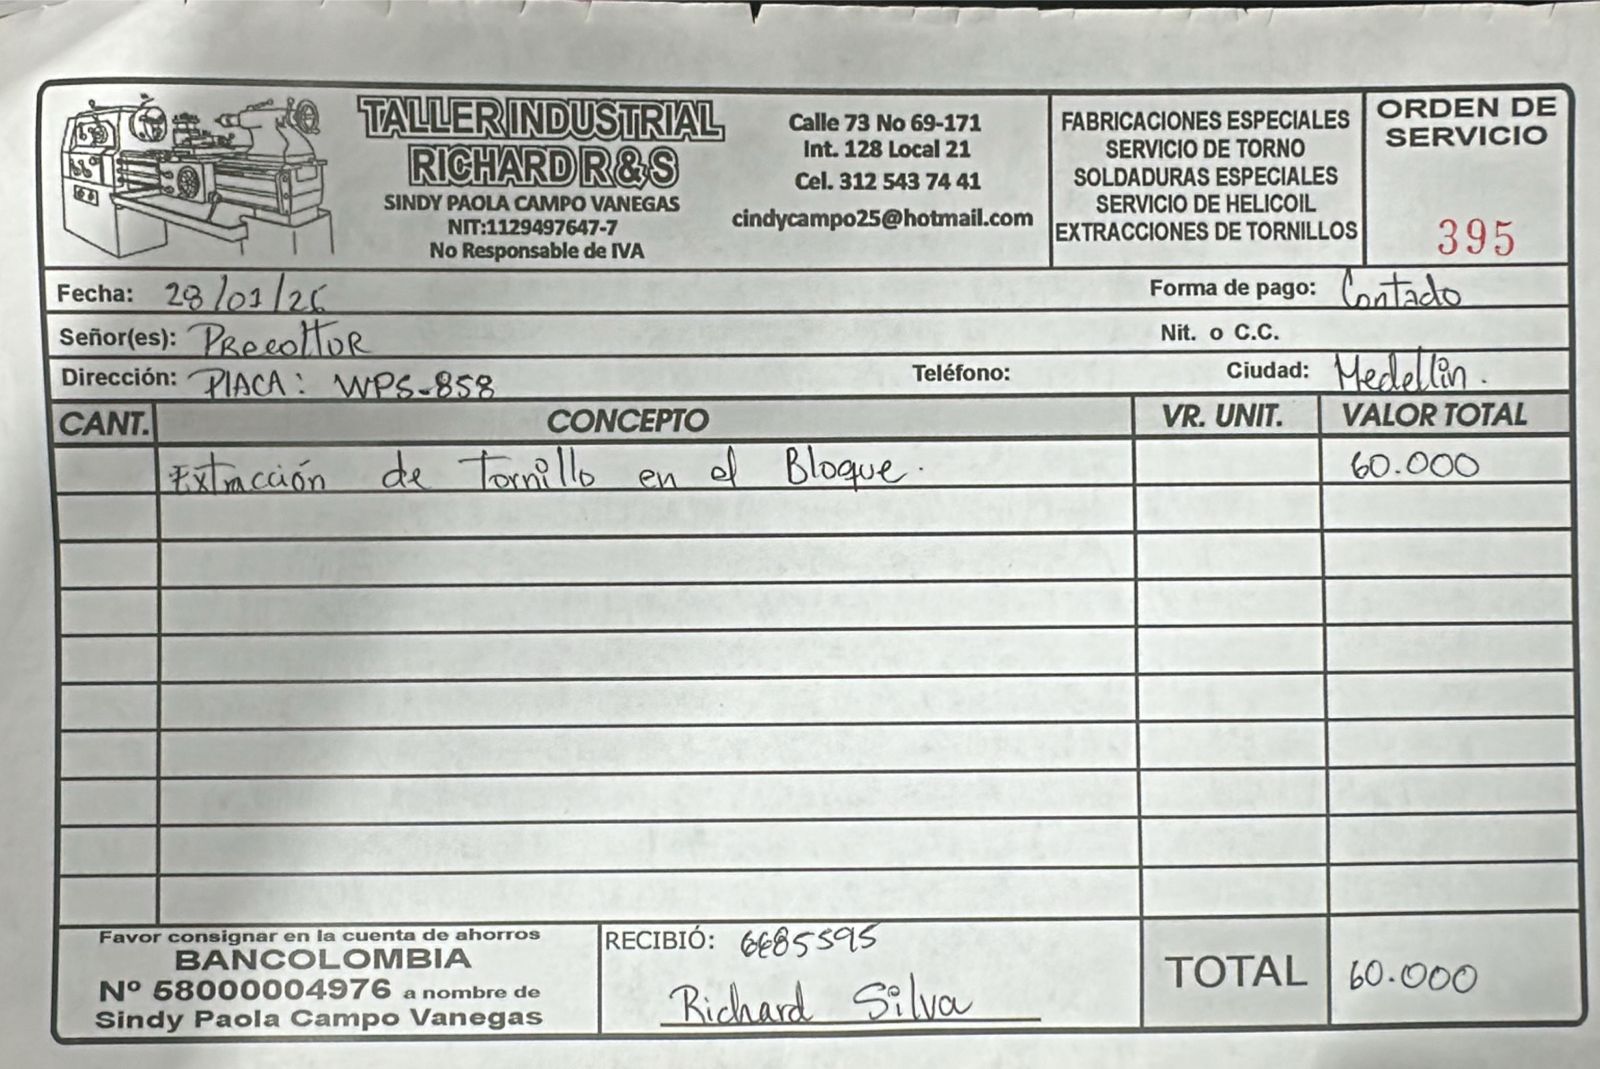 TALLER INDUSTRIAL
RICHARD R & S
SINDY PAOLA CAMPO VANEGAS
NIT:1129497647-7
No Responsable de IVA
Calle 73 No 69-171
Int. 128 Local 21
Cel. 312 543 74 41
cindycampo25@hotmail.com
FABRICACIONES ESPECIALES
SERVICIO DE TORNO
SOLDADURAS ESPECIALES
SERVICIO DE HELICOIL
EXTRACCIONES DE TORNILLOS
ORDEN DE
SERVICIO
395
Fecha: 28/01/26 Forma de pago: Contado
Señor(es): Nit. o C.C.
Dirección: PlACA: WPS-858 Teléfono: Ciudad: Medellin.
CANT. CONCEPTO VR. UNIT. VALOR TOTAL
Extracción de Tornillo en el Bloque. 60.000
Favor consignar en la cuenta de ahorros
BANCOLOMBIA
Nº 58000004976 a nombre de
Sindy Paola Campo Vanegas
RECIBIÓ: 6685595
Richard Silva
TOTAL 60.000